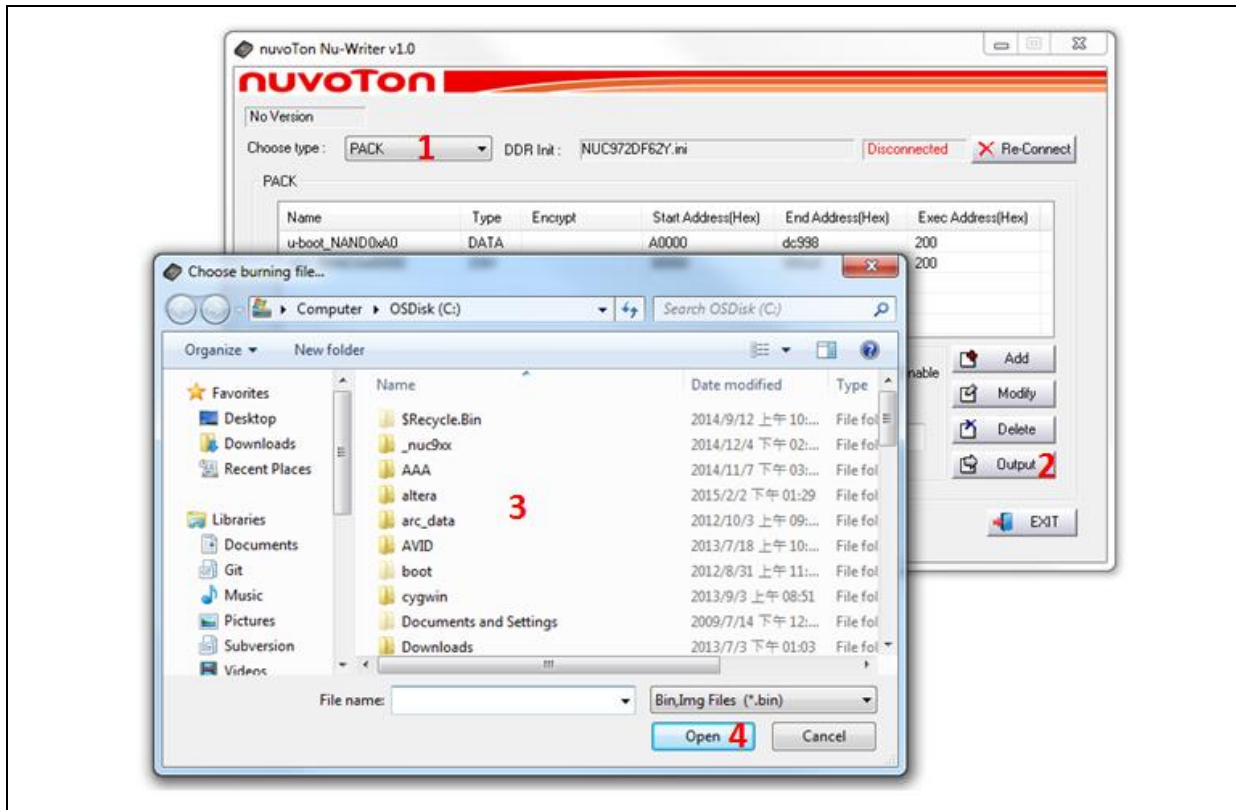 nuvoTon Nu-Writer v1.0
nuvoTon
No Version
Choose type : PACK 1 DDR Init : NUC972DF62Y.ini Disconnected Re-Connect
PACK
Name Type Encrypt Start Address(Hex) End Address(Hex) Exec Address(Hex)
u-boot_NAND0xA0 DATA A0000 dc998 200
200
Choose burning file...
Computer OSDisk (C:) Search OSDisk (C:)
Organize New folder
Name Date modified Type
Favorites
Desktop
Downloads
Recent Places
Libraries
Documents
Git
Music
Pictures
Subversion
Videos
$Recycle.Bin 2014/9/12 上午 10:... File fol
_nuc9xx 2014/12/4 下午 02:... File fol
AAA 2014/11/7 下午 03:... File fol
altera 2015/2/2 下午 01:29 File fol
arc_data 2012/10/3 上午 09:... File fol
AVID 2013/7/18 上午 10:... File fol
boot 2012/8/31 上午 11:... File fol
cygwin 2013/9/3 上午 08:51 File fol
Documents and Settings 2009/7/14 下午 12:... File fol
Downloads 2013/7/3 下午 01:03 File fol
3
File name: Bin,Img Files (*.bin)
Open 4 Cancel
nable
Add
Modify
Delete
Output 2
EXIT